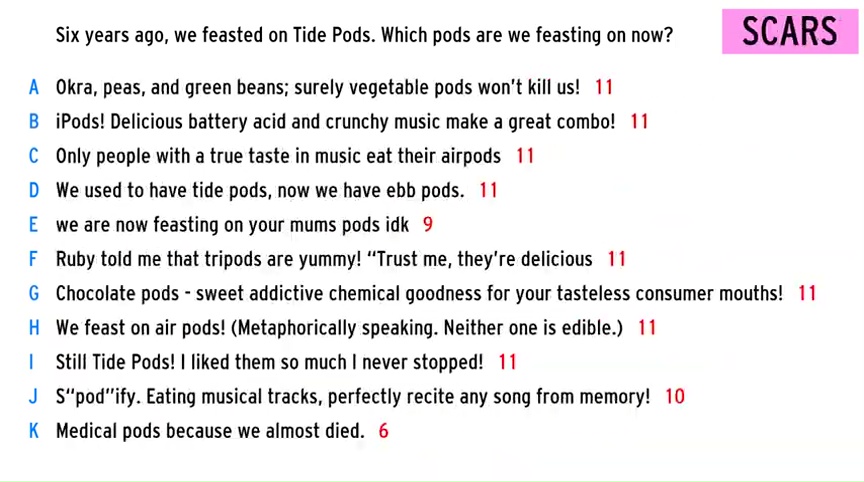 Six years ago, we feasted on Tide Pods. Which pods are we feasting on now?
SCARS
A Okra, peas, and green beans; surely vegetable pods won't kill us! 11
B iPods! Delicious battery acid and crunchy music make a great combo! 11
C Only people with a true taste in music eat their airpods 11
D We used to have tide pods, now we have ebb pods. 11
E we are now feasting on your mums pods idk 9
F Ruby told me that tripods are yummy! “Trust me, they're delicious 11
G Chocolate pods - sweet addictive chemical goodness for your tasteless consumer mouths! 11
H We feast on air pods! (Metaphorically speaking. Neither one is edible.) 11
I Still Tide Pods! I liked them so much I never stopped! 11
J S“pod”ify. Eating musical tracks, perfectly recite any song from memory! 10
K Medical pods because we almost died. 6